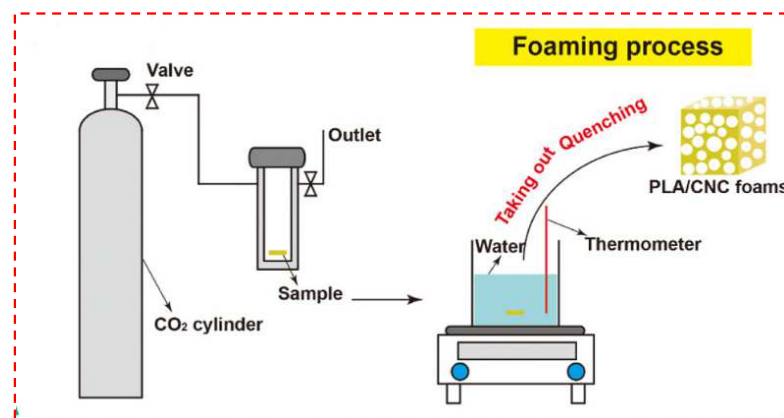 Foaming process
Valve
Outlet
Taking out Quenching
PLA/CNC foams
Water
Thermometer
Sample
CO₂ cylinder